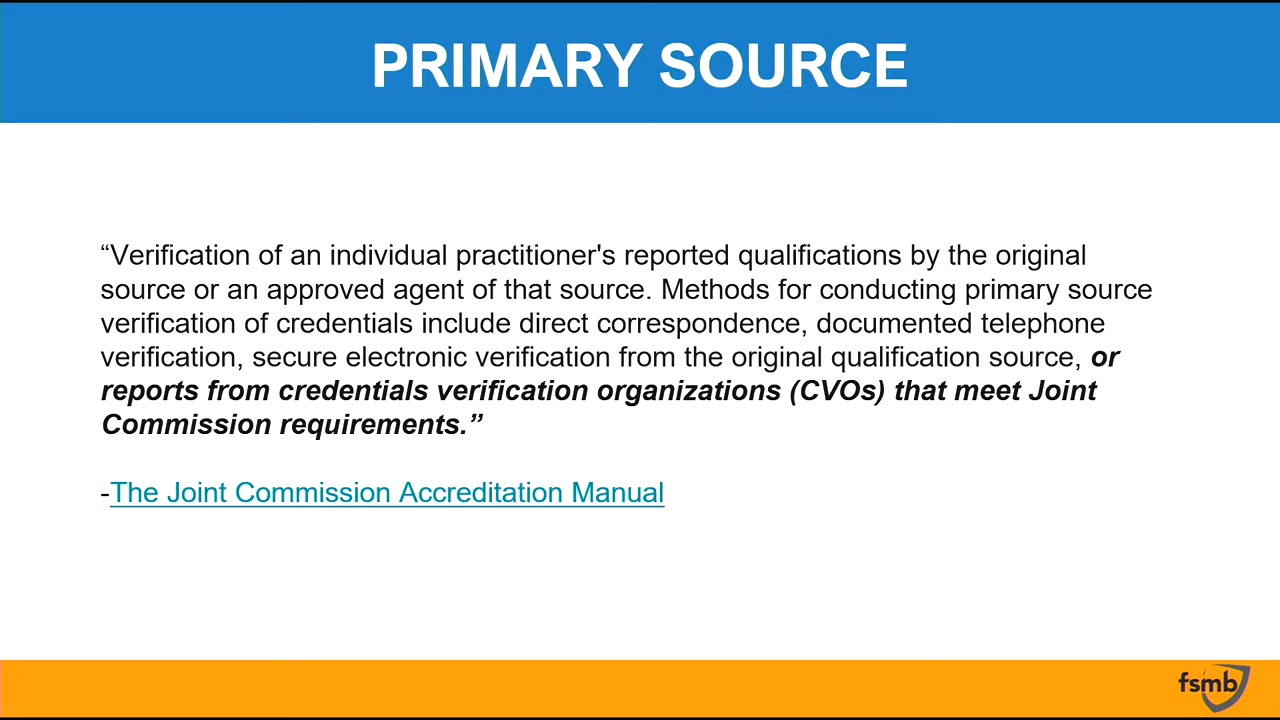 PRIMARY SOURCE
“Verification of an individual practitioner's reported qualifications by the original
source or an approved agent of that source. Methods for conducting primary source
verification of credentials include direct correspondence, documented telephone
verification, secure electronic verification from the original qualification source, or
reports from credentials verification organizations (CVOs) that meet Joint
Commission requirements.”
-The Joint Commission Accreditation Manual
fsmb